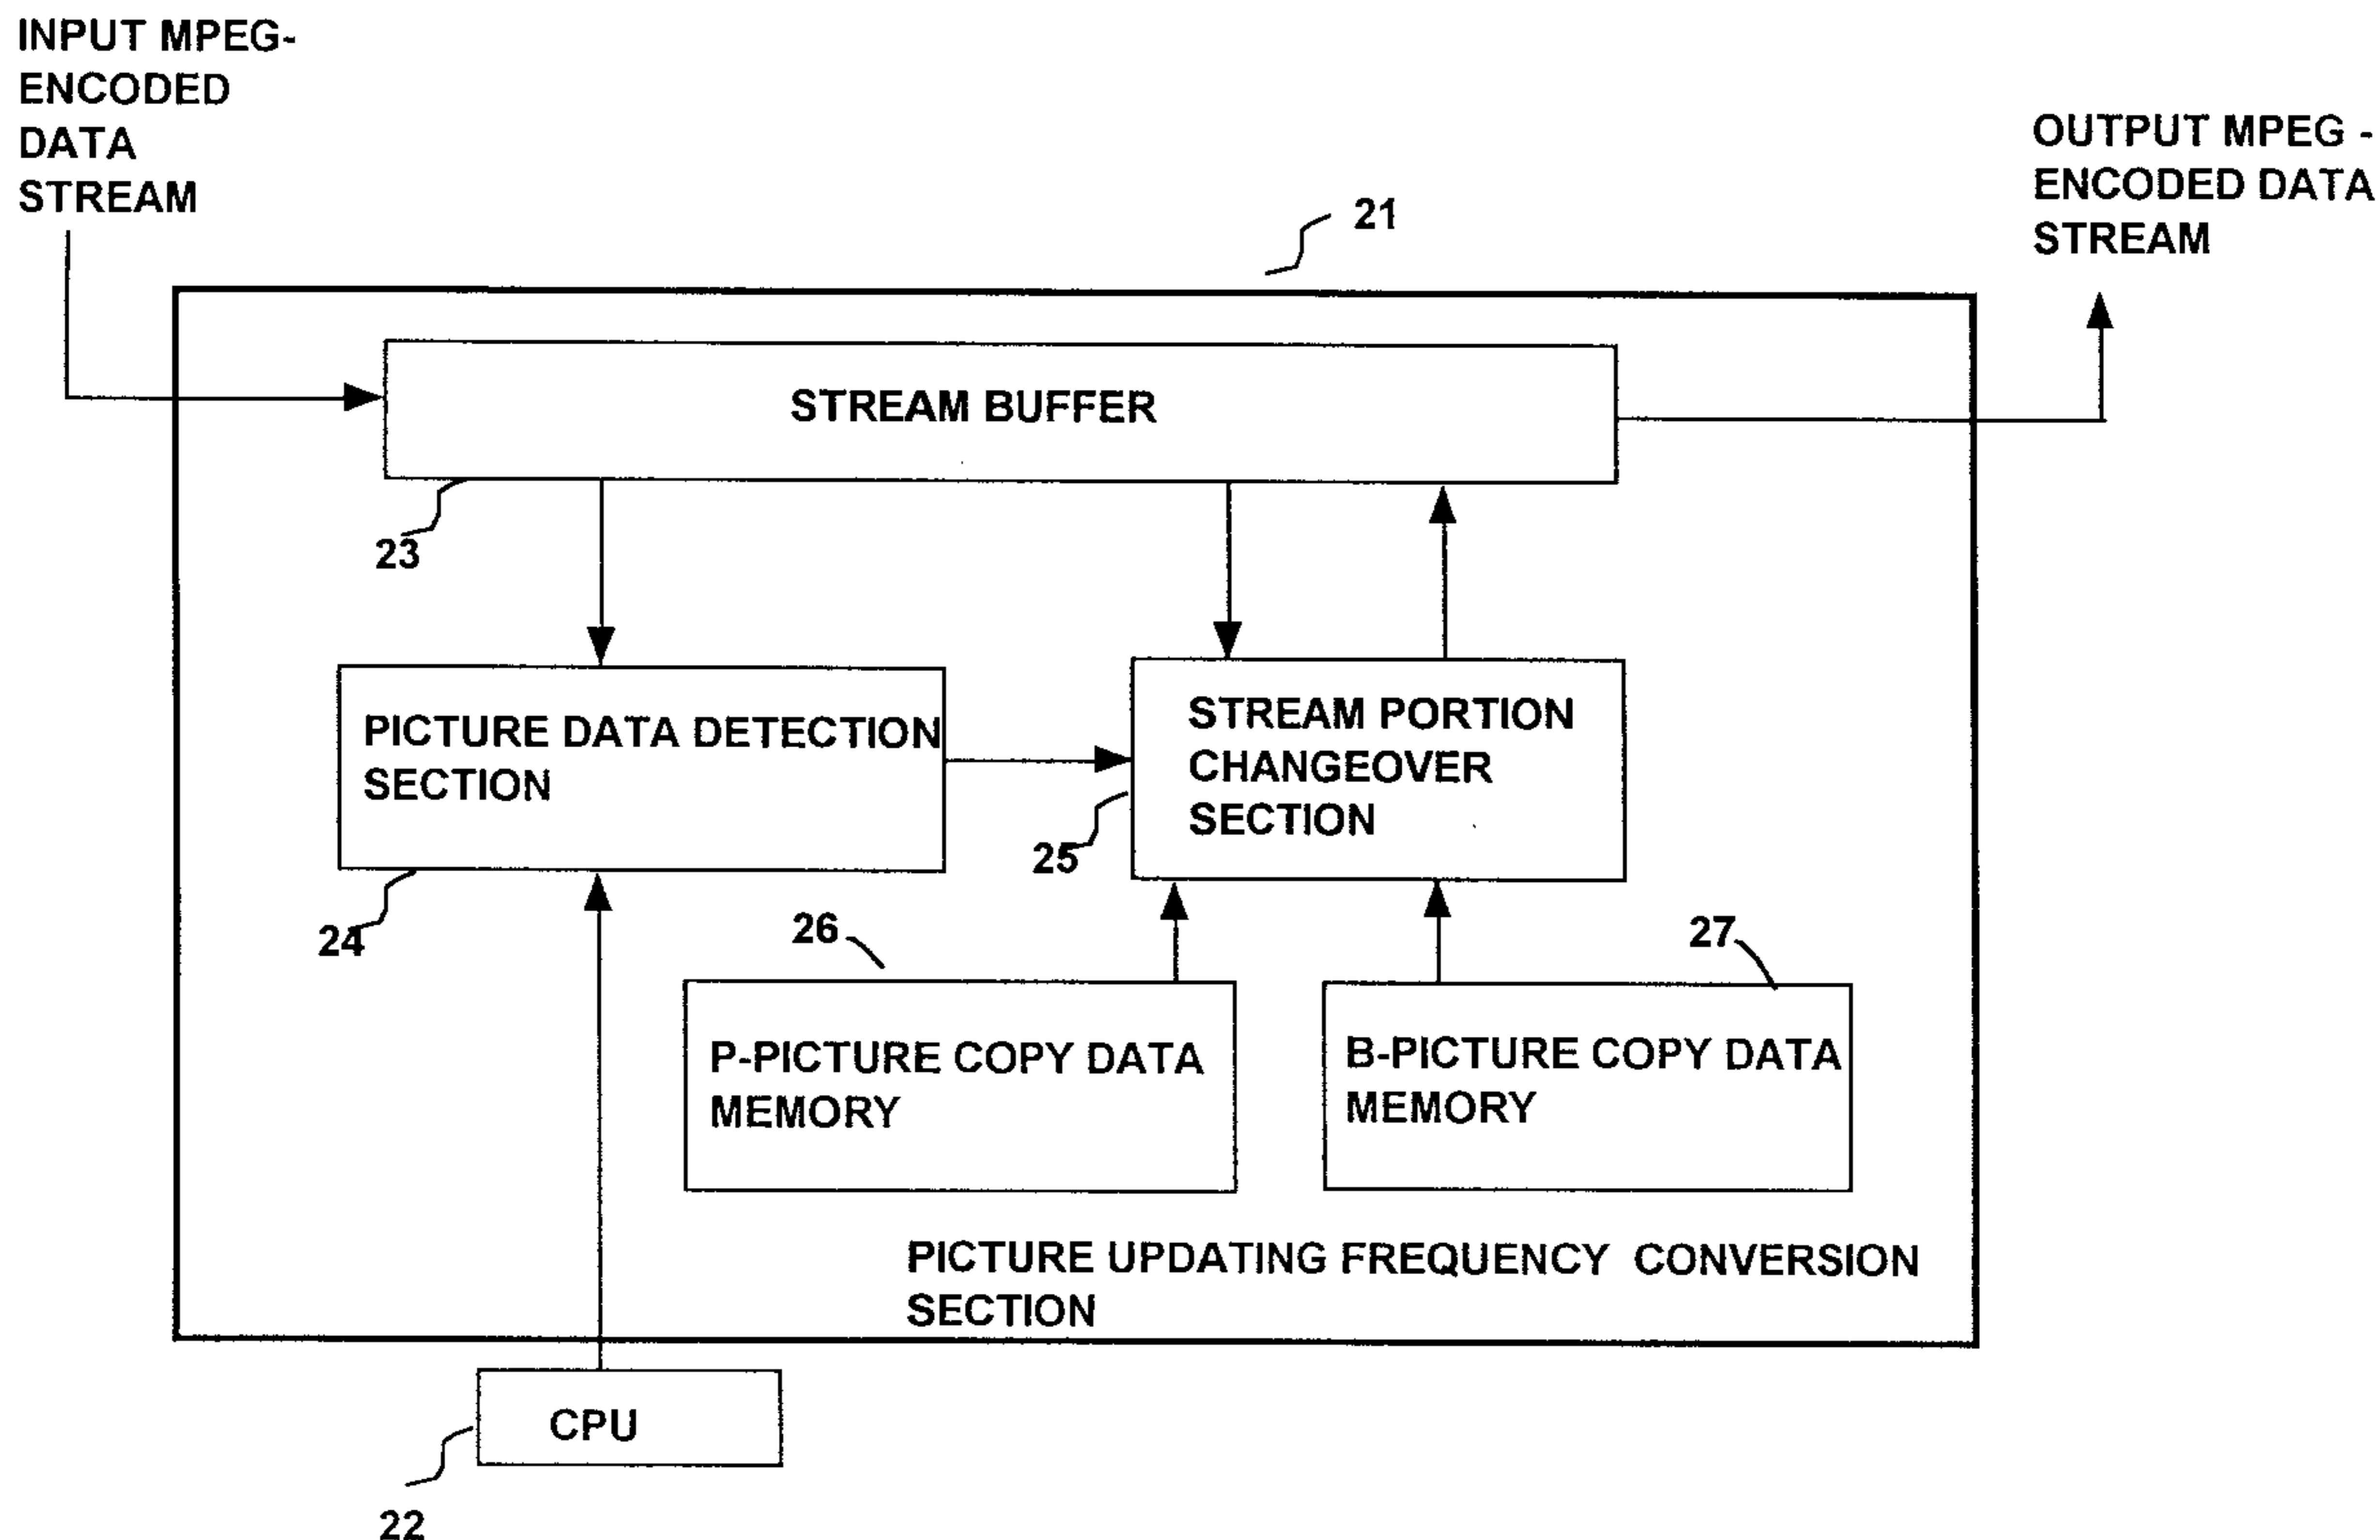 INPUT MPEG-
ENCODED
DATA
STREAM
OUTPUT MPEG -
ENCODED DATA
STREAM
21
STREAM BUFFER
23
PICTURE DATA DETECTION
SECTION
STREAM PORTION
CHANGEOVER
SECTION
25
24
26
27
P-PICTURE COPY DATA
MEMORY
B-PICTURE COPY DATA
MEMORY
PICTURE UPDATING FREQUENCY CONVERSION
SECTION
CPU
22